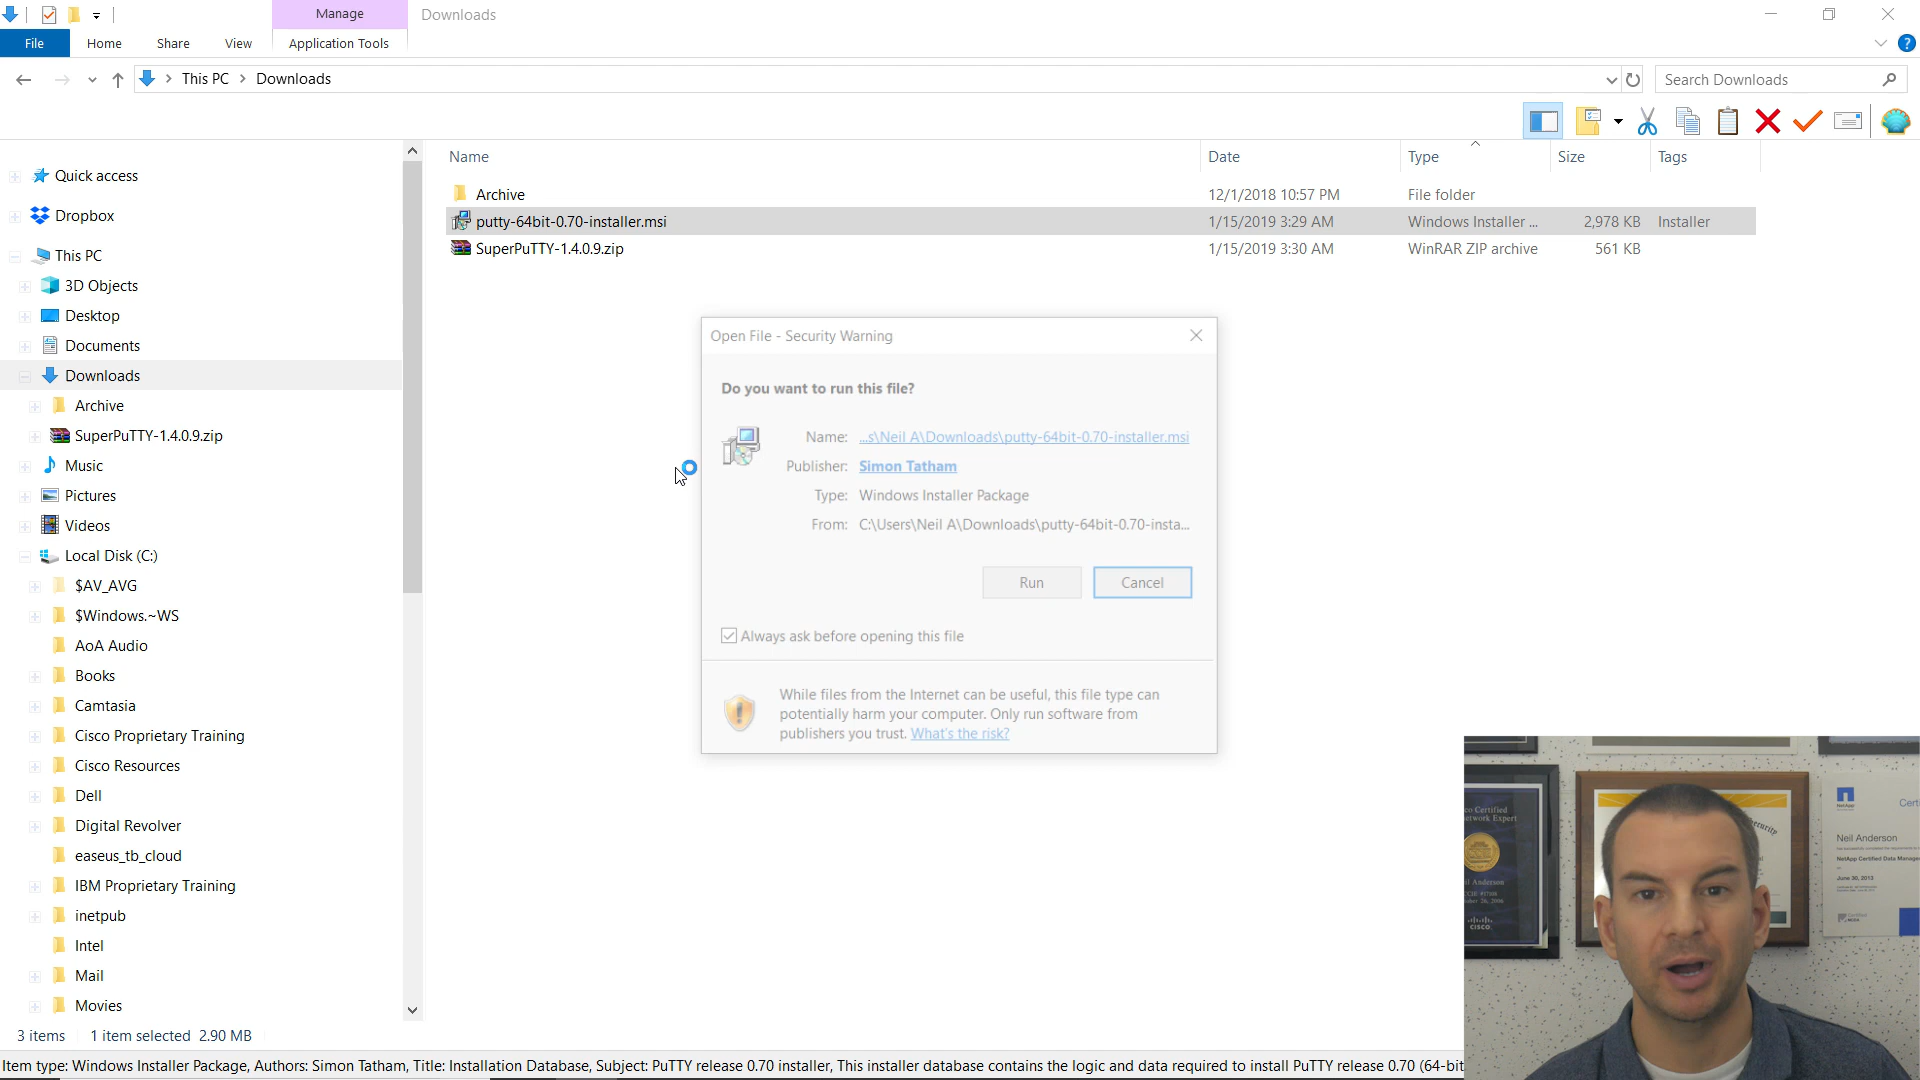 Manage
Downloads
File
Home
Share
View
Application Tools
This PC
Downloads
Search Downloads
Name
Date
Type
Size
Tags
Archive
12/1/2018 10:57 PM
File folder
putty-64bit-0.70-installer.msi
1/15/2019 3:29 AM
Windows Installer ...
2,978 KB
Installer
SuperPuTTY-1.4.0.9.zip
1/15/2019 3:30 AM
WinRAR ZIP archive
561 KB
Quick access
Dropbox
This PC
3D Objects
Desktop
Documents
Downloads
Archive
SuperPuTTY-1.4.0.9.zip
Music
Pictures
Videos
Local Disk (C:)
$AV_AVG
$Windows.~WS
AoA Audio
Books
Camtasia
Cisco Proprietary Training
Cisco Resources
Dell
Digital Revolver
easeus_tb_cloud
IBM Proprietary Training
inetpub
Intel
Mail
Movies
Open File - Security Warning
Do you want to run this file?
Name: ...s\Neil A\Downloads\putty-64bit-0.70-installer.msi
Publisher: Simon Tatham
Type: Windows Installer Package
From: C:\Users\Neil A\Downloads\putty-64bit-0.70-insta...
Run
Cancel
Always ask before opening this file
While files from the Internet can be useful, this file type can
potentially harm your computer. Only run software from
publishers you trust. What's the risk?
Neil Anderson
NetApp Certified Data Manage
June 30, 2013
CISCO
3 items
1 item selected 2.90 MB
Item type: Windows Installer Package, Authors: Simon Tatham, Title: Installation Database, Subject: PuTTY release 0.70 installer, This installer database contains the logic and data required to install PuTTY release 0.70 (64-bit